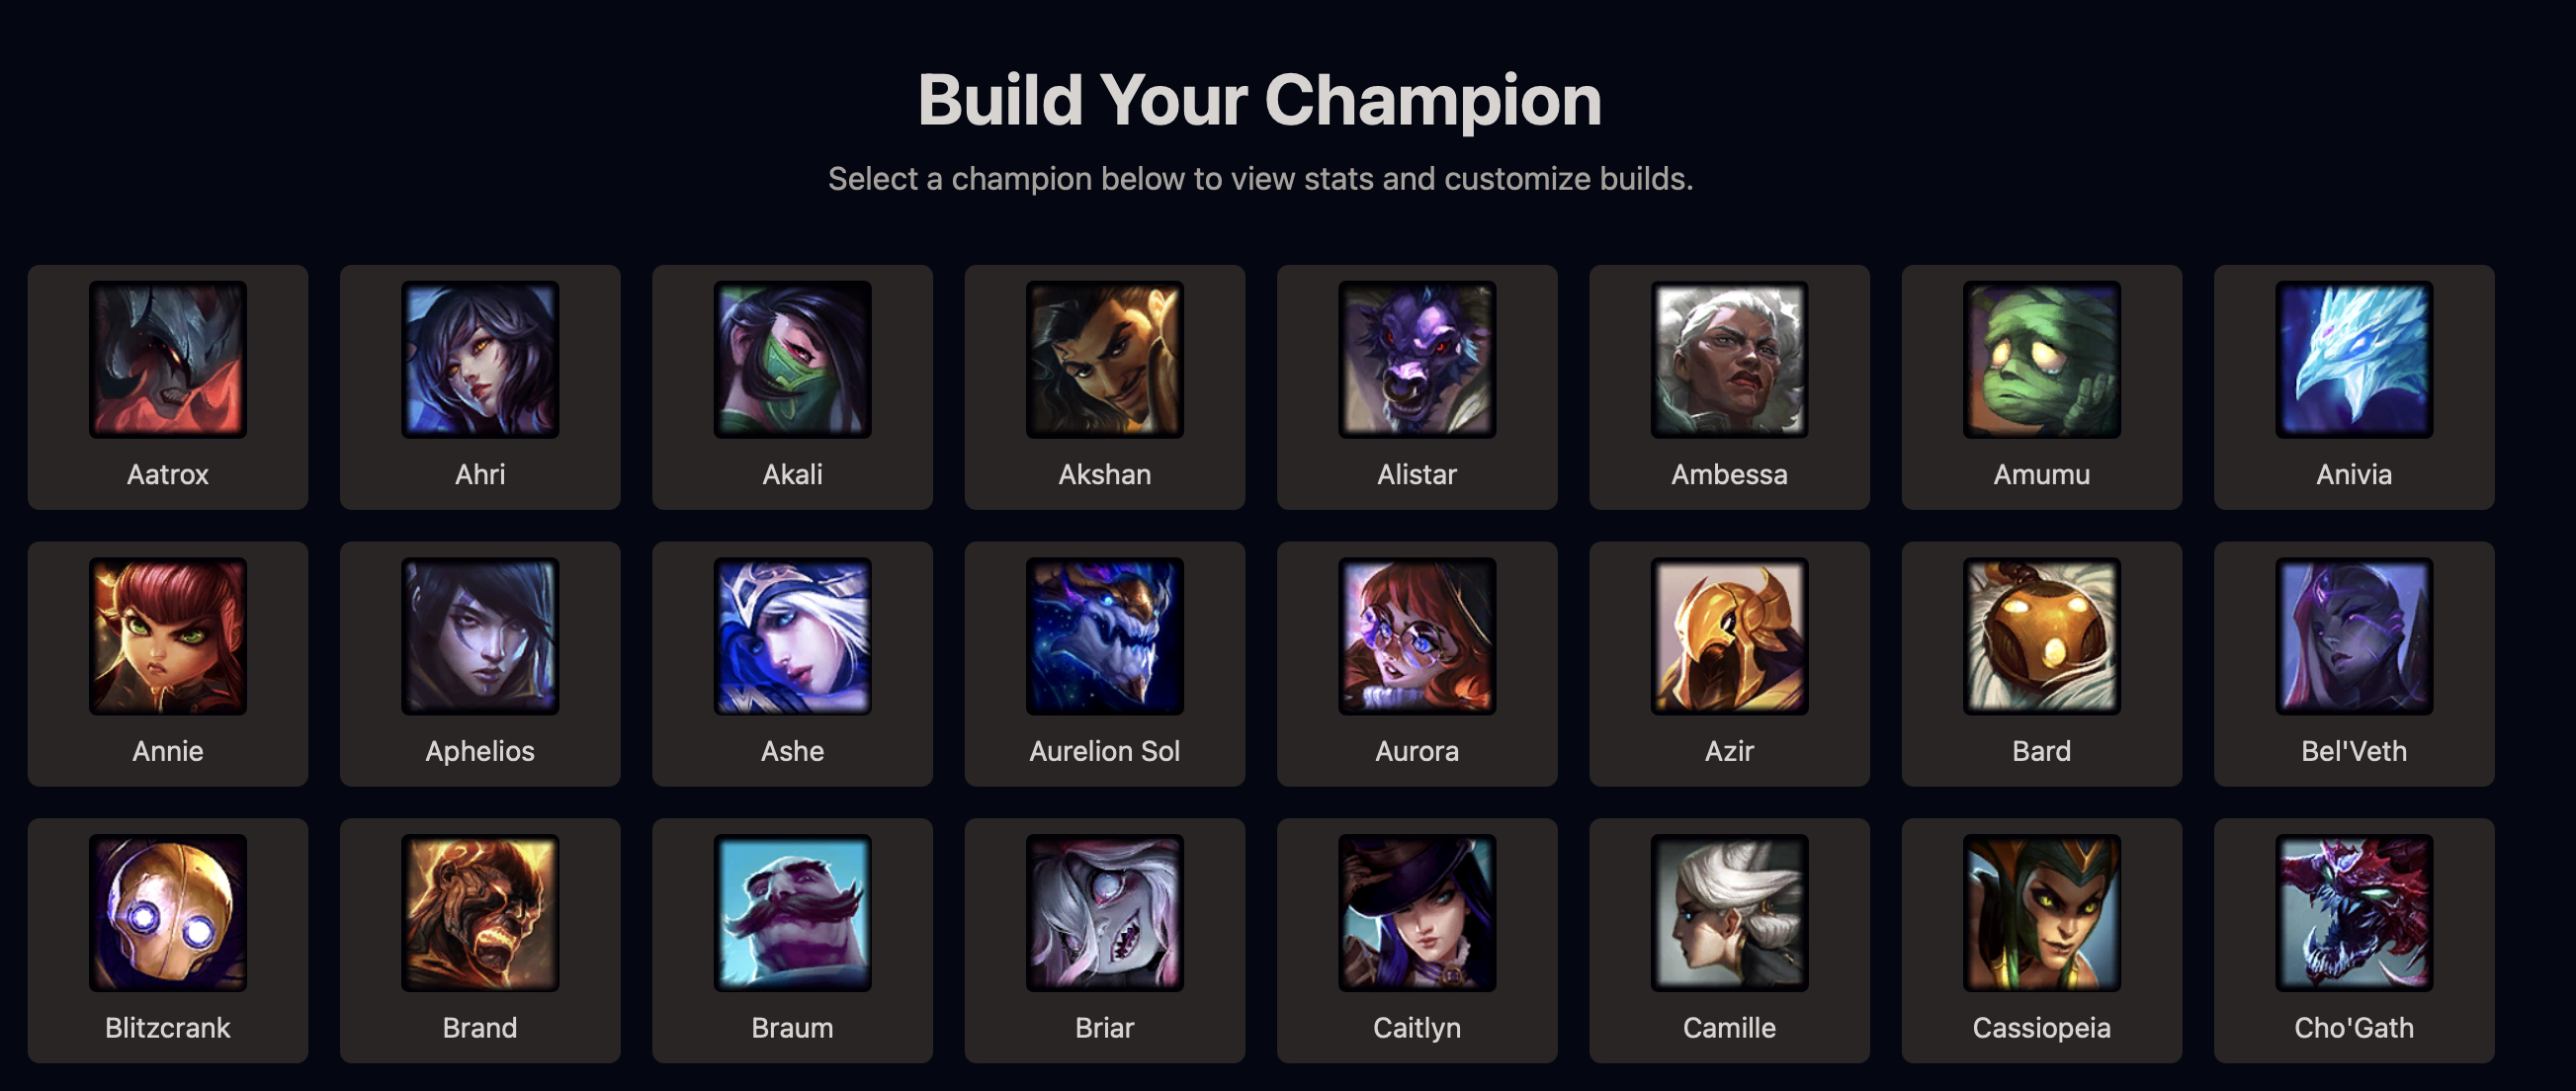 Build Your Champion
Select a champion below to view stats and customize builds.
Aatrox
Ahri
Akali
Akshan
Alistar
Ambessa
Amumu
Anivia
Annie
Aphelios
Ashe
Aurelion Sol
Aurora
Azir
Bard
Bel'Veth
Blitzcrank
Brand
Braum
Briar
Caitlyn
Camille
Cassiopeia
Cho'Gath